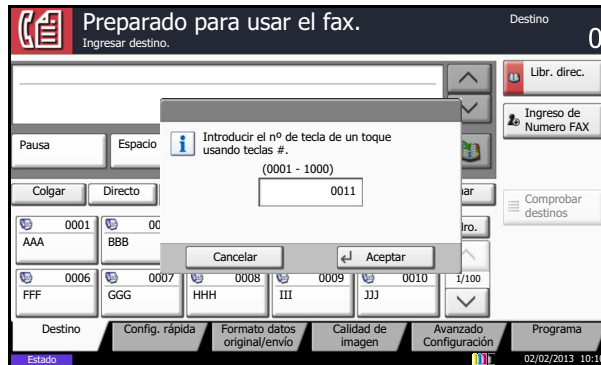 Preparado para usar el fax.
Ingresar destino.
Destino
0
Libr. direc.
Ingreso de
Numero FAX
Pausa
Espacio
Introducir el nº de tecla de un toque
usando teclas #.
(0001 - 1000)
0011
Colgar
Directo
Comprobar
destinos
0001
AAA
BBB
Cancelar
Aceptar
0006
FFF
0007
GGG
0008
HHH
0009
III
0010
JJJ
1/100
Destino
Config. rápida
Formato datos
original/envío
Calidad de
imagen
Avanzado
Configuración
Programa
Estado
02/02/2013 10:10